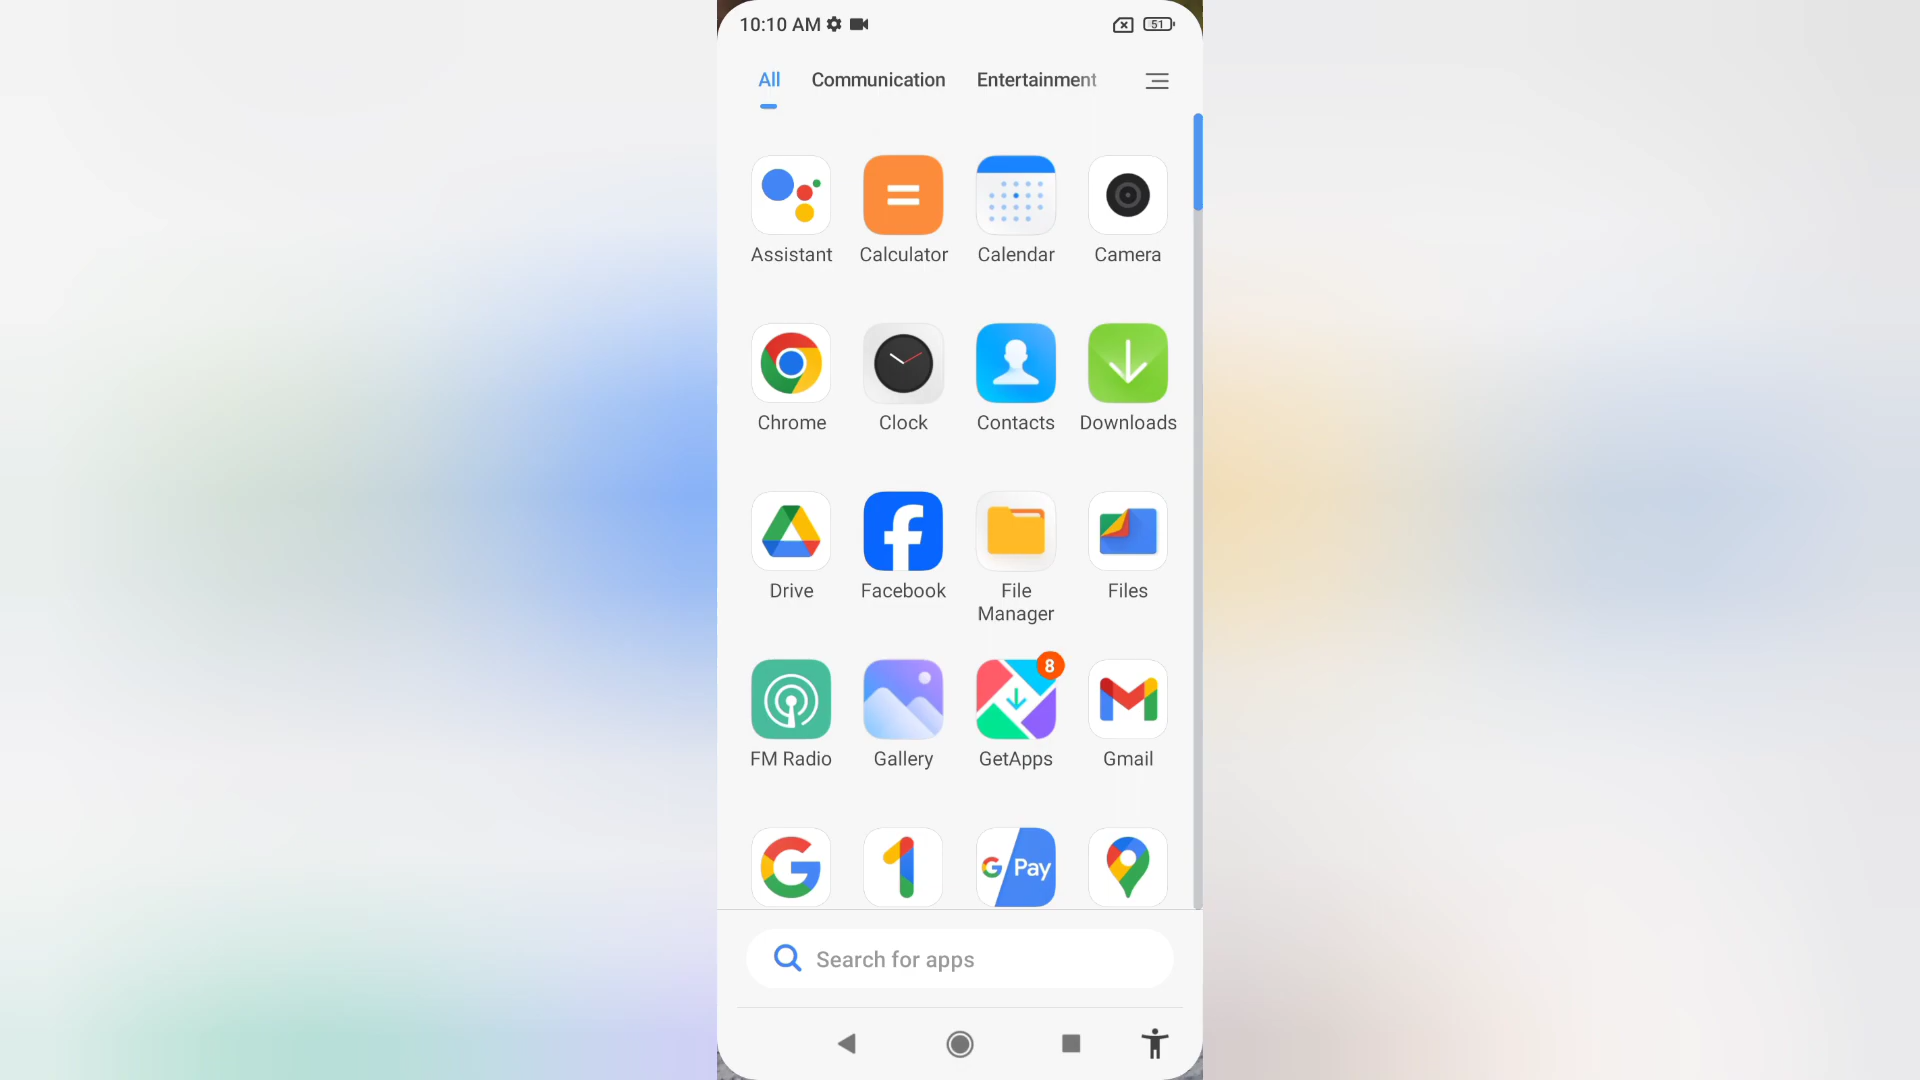 10:10 AM
51
All Communication Entertainment
Assistant Calculator Calendar Camera
Chrome Clock Contacts Downloads
Drive Facebook File Manager Files
8
FM Radio Gallery GetApps Gmail
G Pay
Search for apps